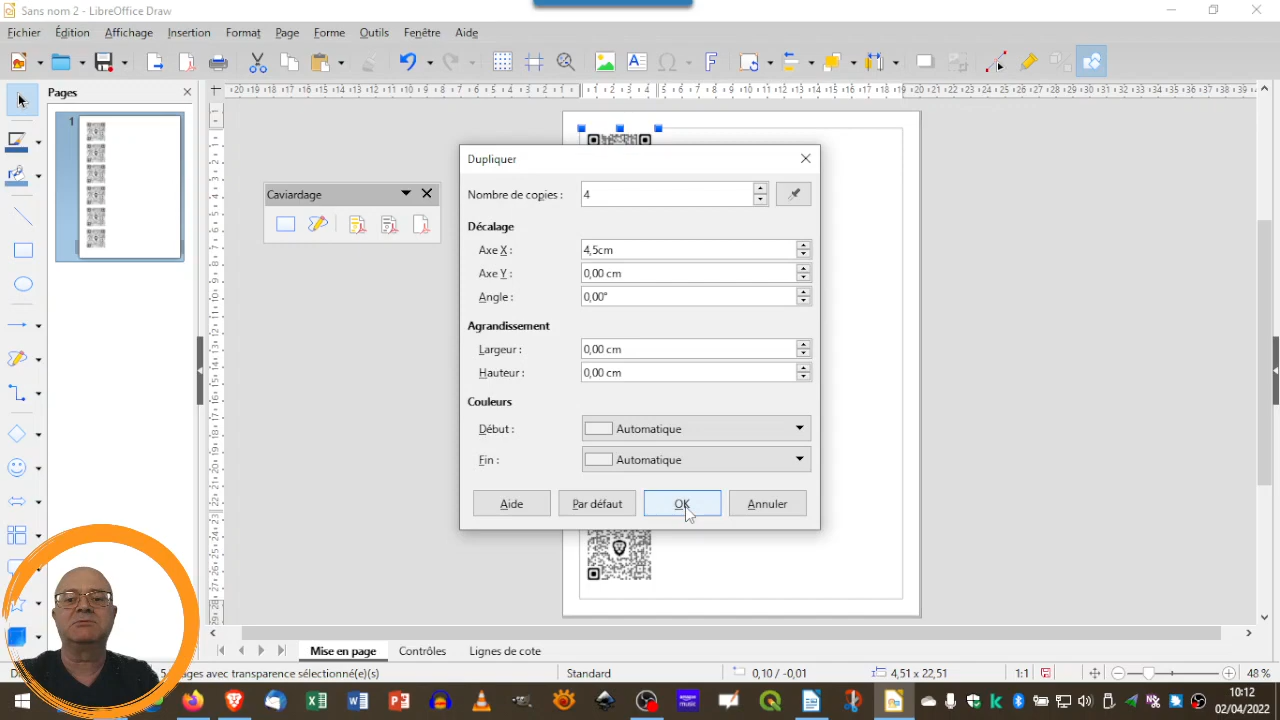 Sans nom 2 - LibreOffice Draw
Fichier Édition Affichage Insertion Format Page Forme Outils Fenêtre Aide
Pages
1
Caviardage
Dupliquer
Nombre de copies : 4
Décalage
Axe X : 4,5cm
Axe Y : 0,00 cm
Angle : 0,00°
Agrandissement
Largeur : 0,00 cm
Hauteur : 0,00 cm
Couleurs
Début : Automatique
Fin : Automatique
Aide Par défaut OK Annuler
Mise en page Contrôles Lignes de cote
avec transparence sélectionné(e)(s) Standard 0,10 / -0,01 4,51 x 22,51 1:1 48 %
10:12
02/04/2022